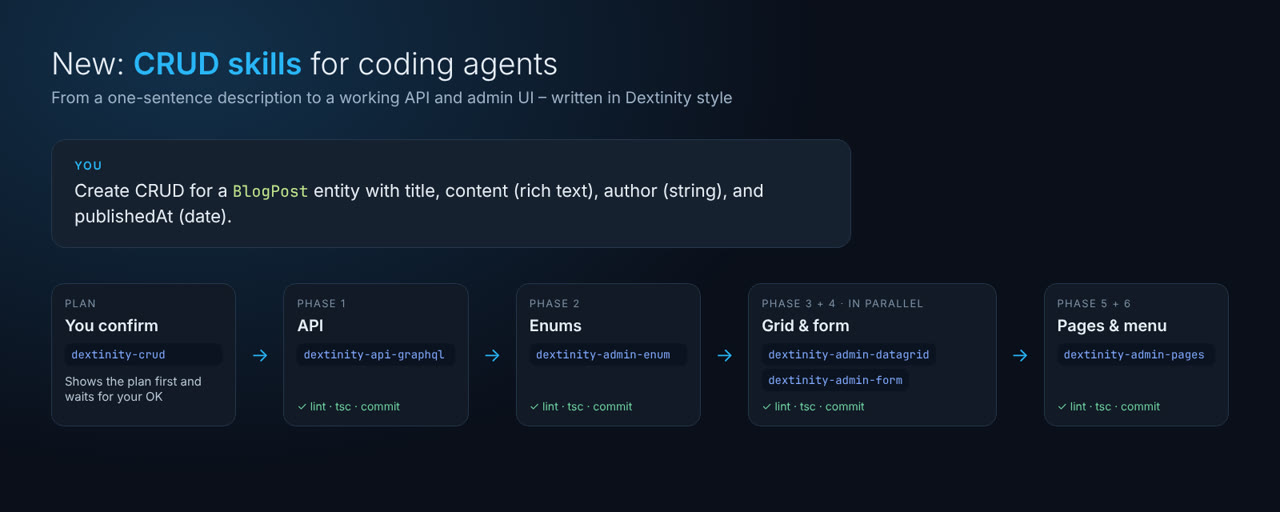 New: CRUD skills for coding agents
From a one-sentence description to a working API and admin UI – written in Dextinity style
YOU
Create CRUD for a BlogPost entity with title, content (rich text), author (string), and
publishedAt (date).
PLAN
You confirm
dextinity-crud
Shows the plan first and
waits for your OK
→
PHASE 1
API
dextinity-api-graphql
✓ lint · tsc · commit
→
PHASE 2
Enums
dextinity-admin-enum
✓ lint · tsc · commit
→
PHASE 3 + 4 · IN PARALLEL
Grid & form
dextinity-admin-datagrid
dextinity-admin-form
✓ lint · tsc · commit
→
PHASE 5 + 6
Pages & menu
dextinity-admin-pages
✓ lint · tsc · commit